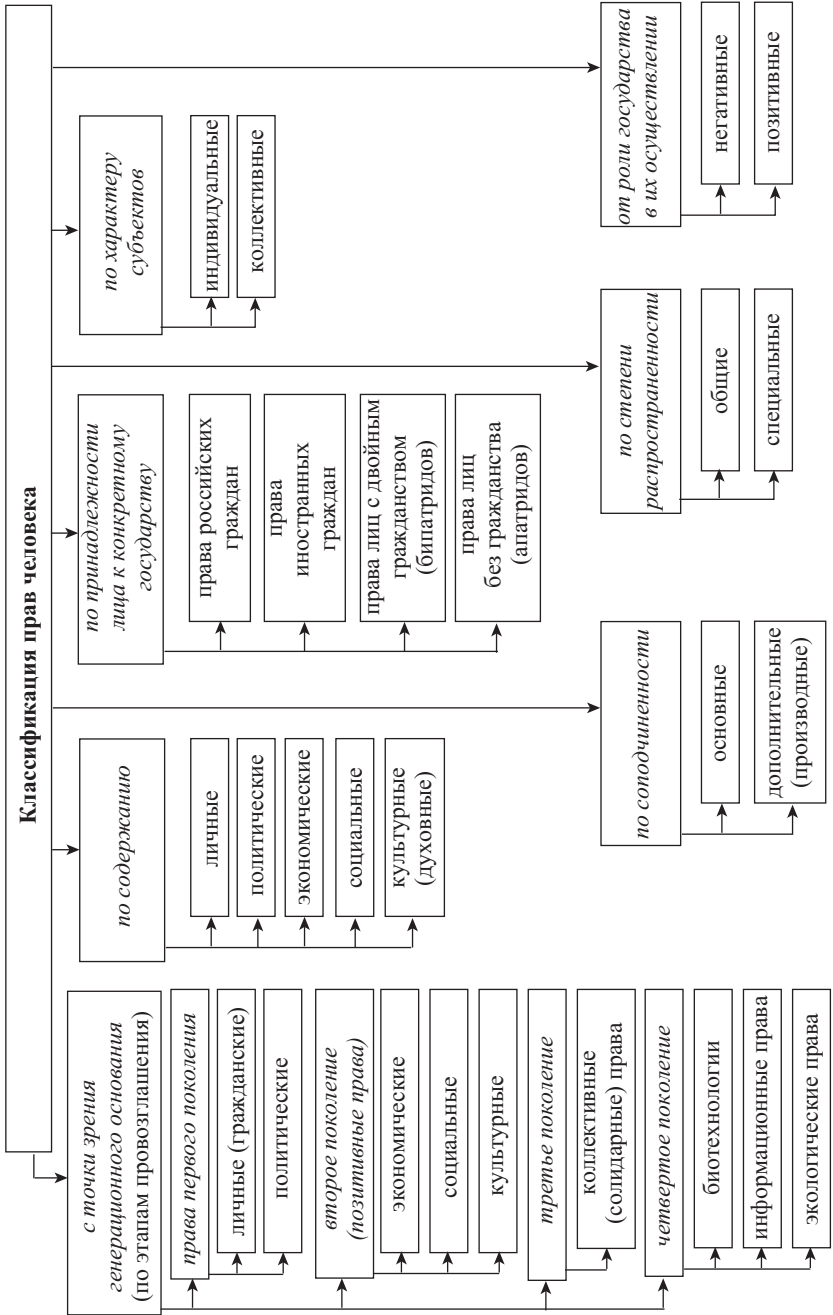 Классификация прав человека
с точки зрения
генерационного основания
(по этапам провозглашения)
права первого поколения
личные (гражданские)
политические
второе поколение
(позитивные права)
экономические
социальные
культурные
третье поколение
коллективные
(солидарные) права
четвертое поколение
биотехнологии
информационные права
экологические права
по содержанию
личные
политические
экономические
социальные
культурные
(духовные)
по принадлежности
лица к конкретному
государству
права российских
граждан
права
иностранных
граждан
права лиц с двойным
гражданством
(бипатридов)
права лиц
без гражданства
(апатридов)
по характеру
субъектов
индивидуальные
коллективные
по соподчиненности
основные
дополнительные
(производные)
по степени
распространенности
общие
специальные
от роли государства
в их осуществлении
негативные
позитивные